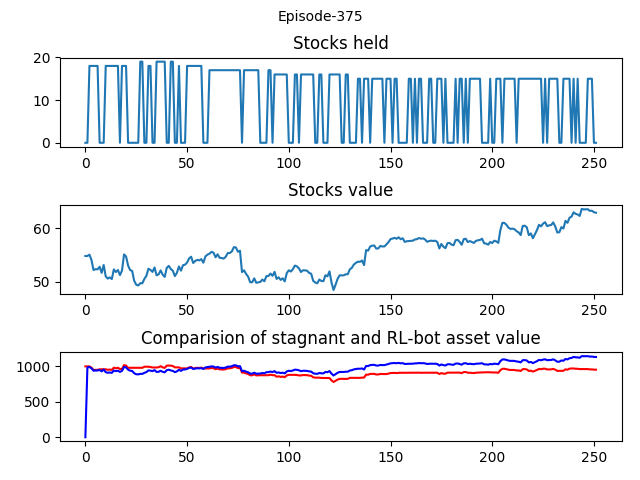 Episode-375
Stocks held
20
10
0
0 50 100 150 200 250
Stocks value
60
50
0 50 100 150 200 250
Comparision of stagnant and RL-bot asset value
1000
500
0
0 50 100 150 200 250